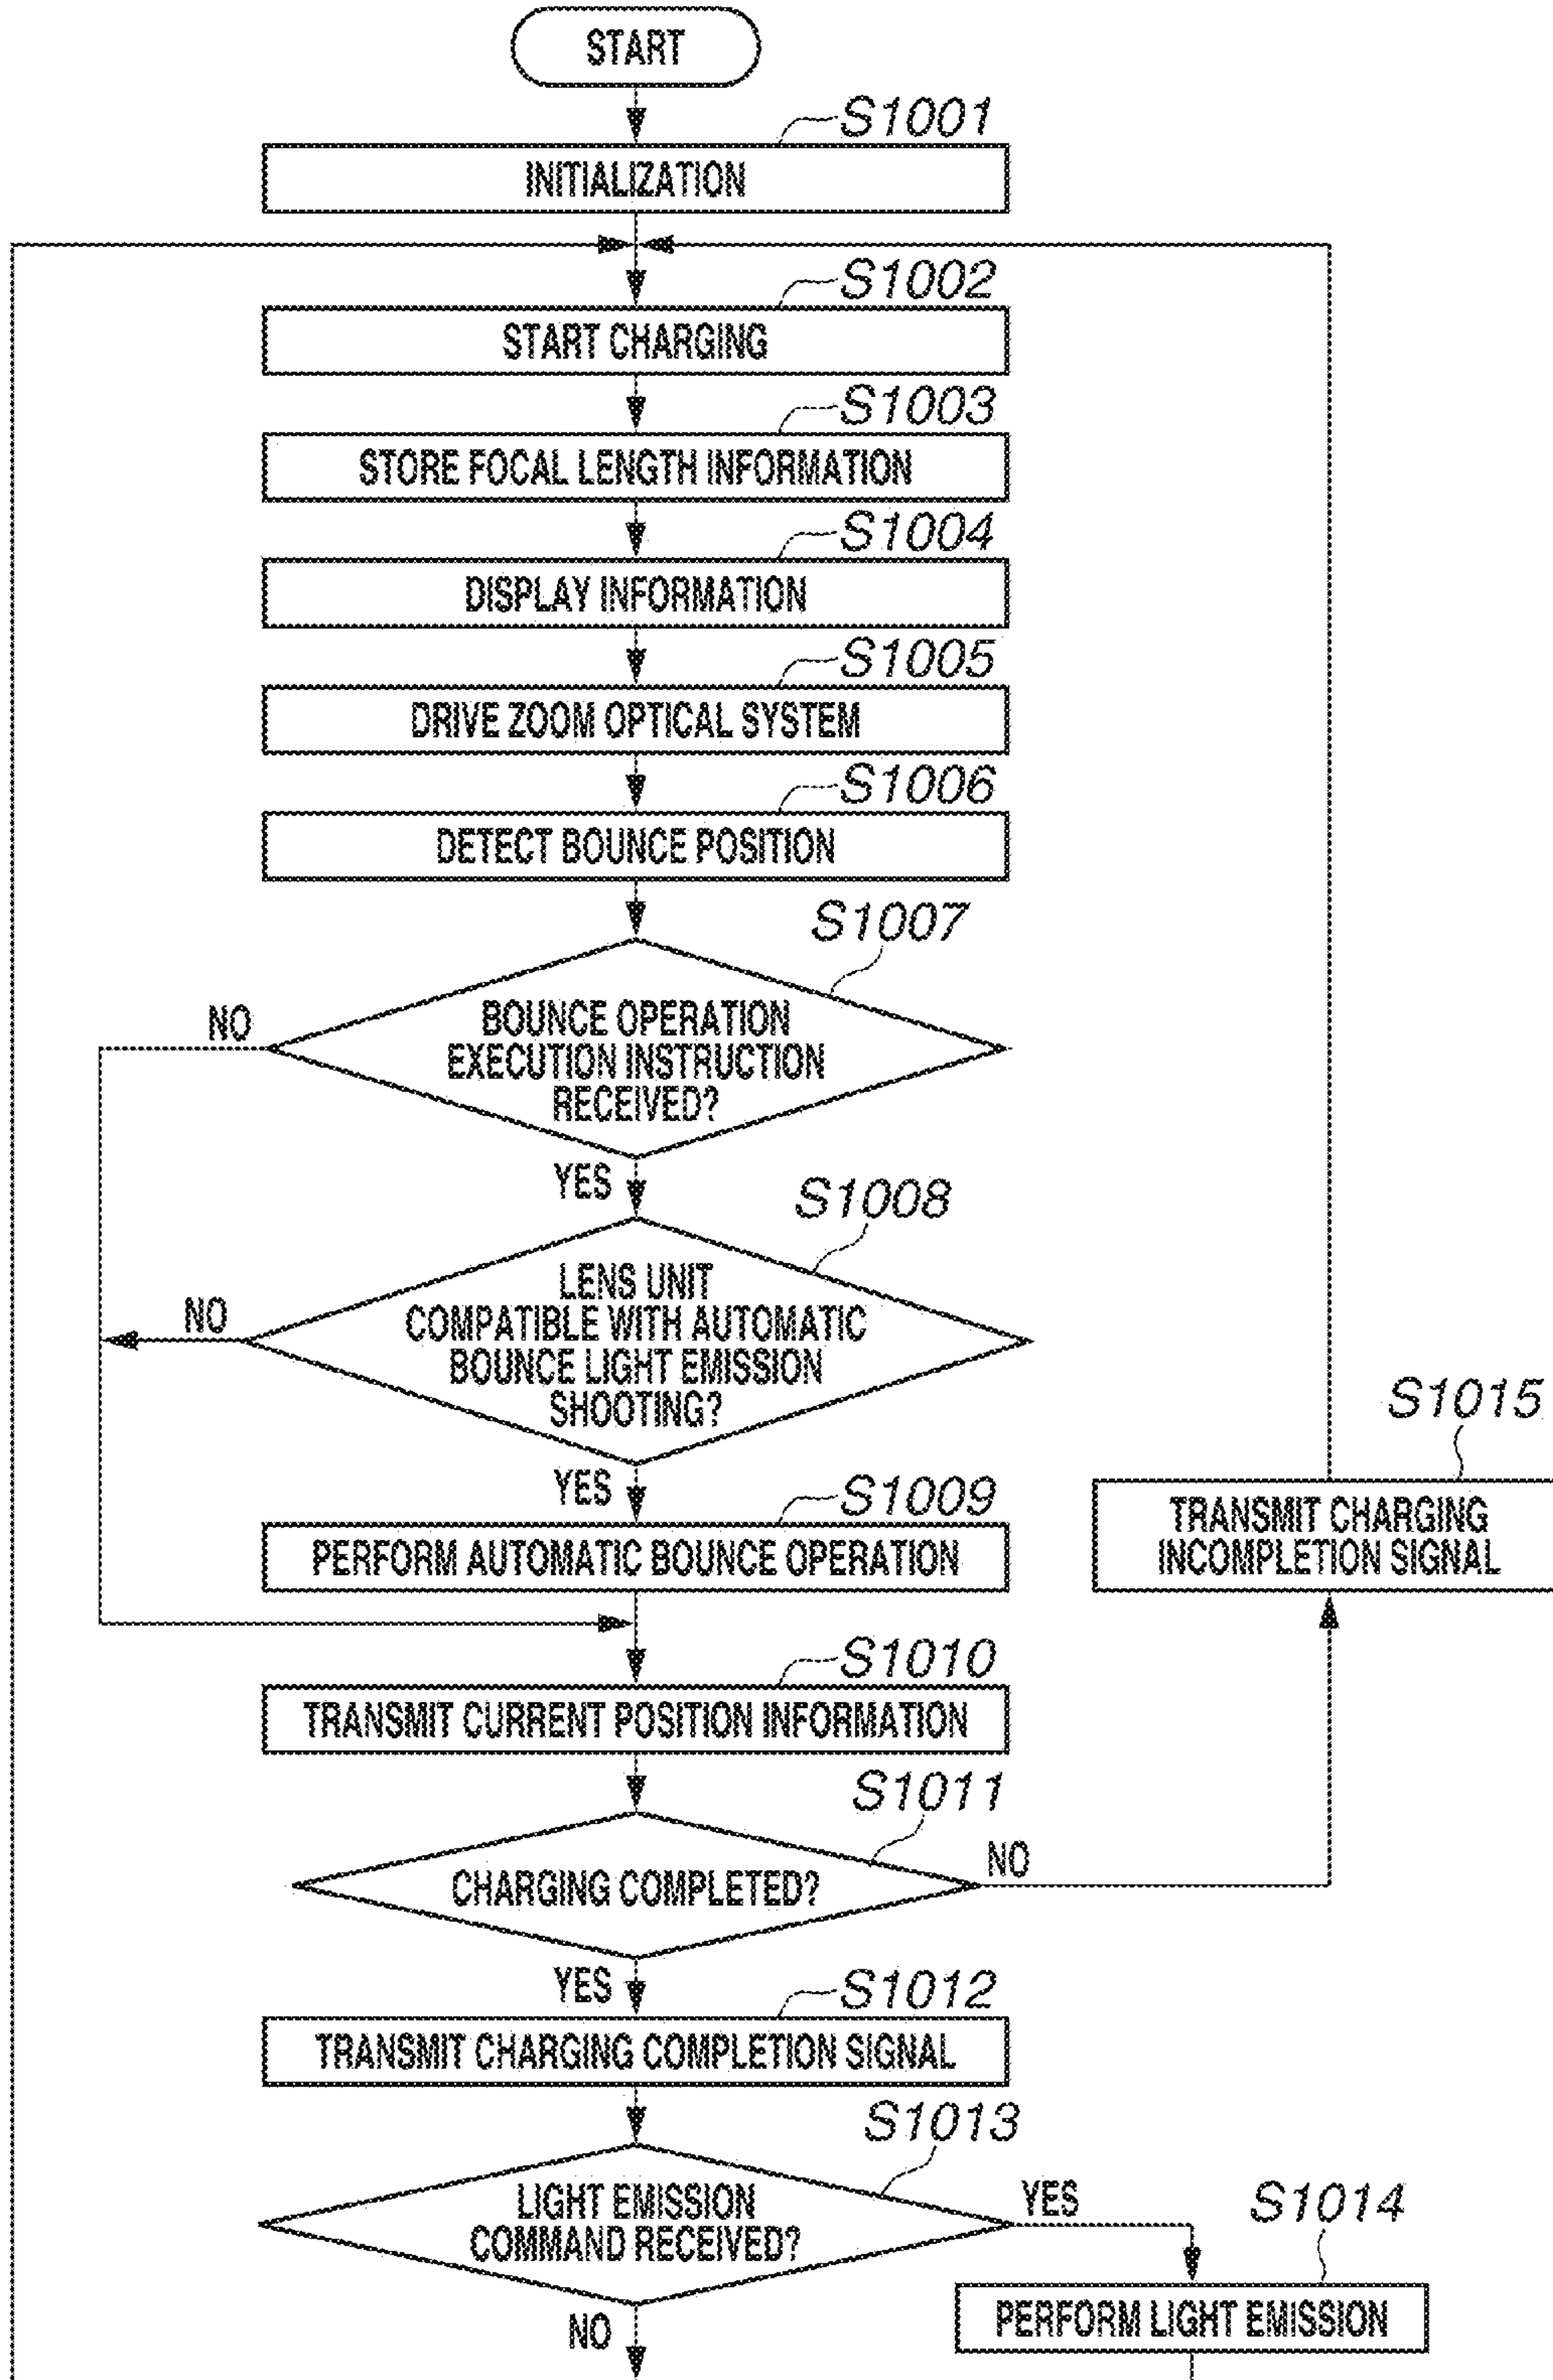 START
S1001
INITIALIZATION
S1002
START CHARGING
S1003
STORE FOCAL LENGTH INFORMATION
S1004
DISPLAY INFORMATION
S1005
DRIVE ZOOM OPTICAL SYSTEM
S1006
DETECT BOUNCE POSITION
S1007
NO
BOUNCE OPERATION
EXECUTION INSTRUCTION
RECEIVED?
YES
S1008
NO
LENS UNIT
COMPATIBLE WITH AUTOMATIC
BOUNCE LIGHT EMISSION
SHOOTING?
YES
S1009
PERFORM AUTOMATIC BOUNCE OPERATION
S1015
TRANSMIT CHARGING
INCOMPLETION SIGNAL
S1010
TRANSMIT CURRENT POSITION INFORMATION
S1011
CHARGING COMPLETED?
NO
YES
S1012
TRANSMIT CHARGING COMPLETION SIGNAL
S1013
LIGHT EMISSION
COMMAND RECEIVED?
YES
S1014
PERFORM LIGHT EMISSION
NO